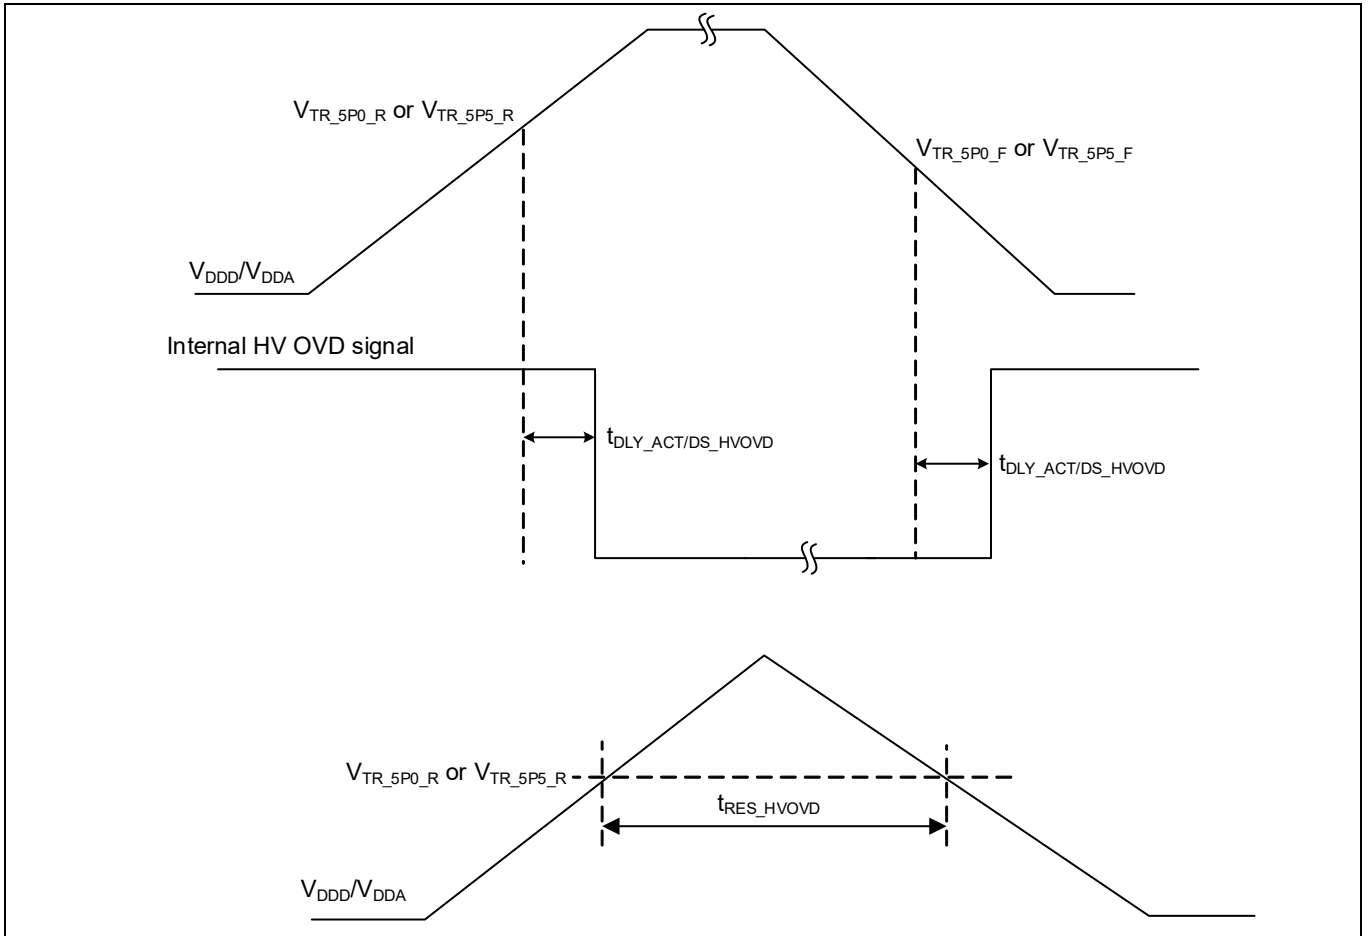 VTR_5P0_R or VTR_5P5_R
VTR_5P0_F or VTR_5P5_F
VDDD/VDDA
Internal HV OVD signal
tDLY_ACT/DS_HVOVD
tDLY_ACT/DS_HVOVD
VTR_5P0_R or VTR_5P5_R
tRES_HVOVD
VDDD/VDDA